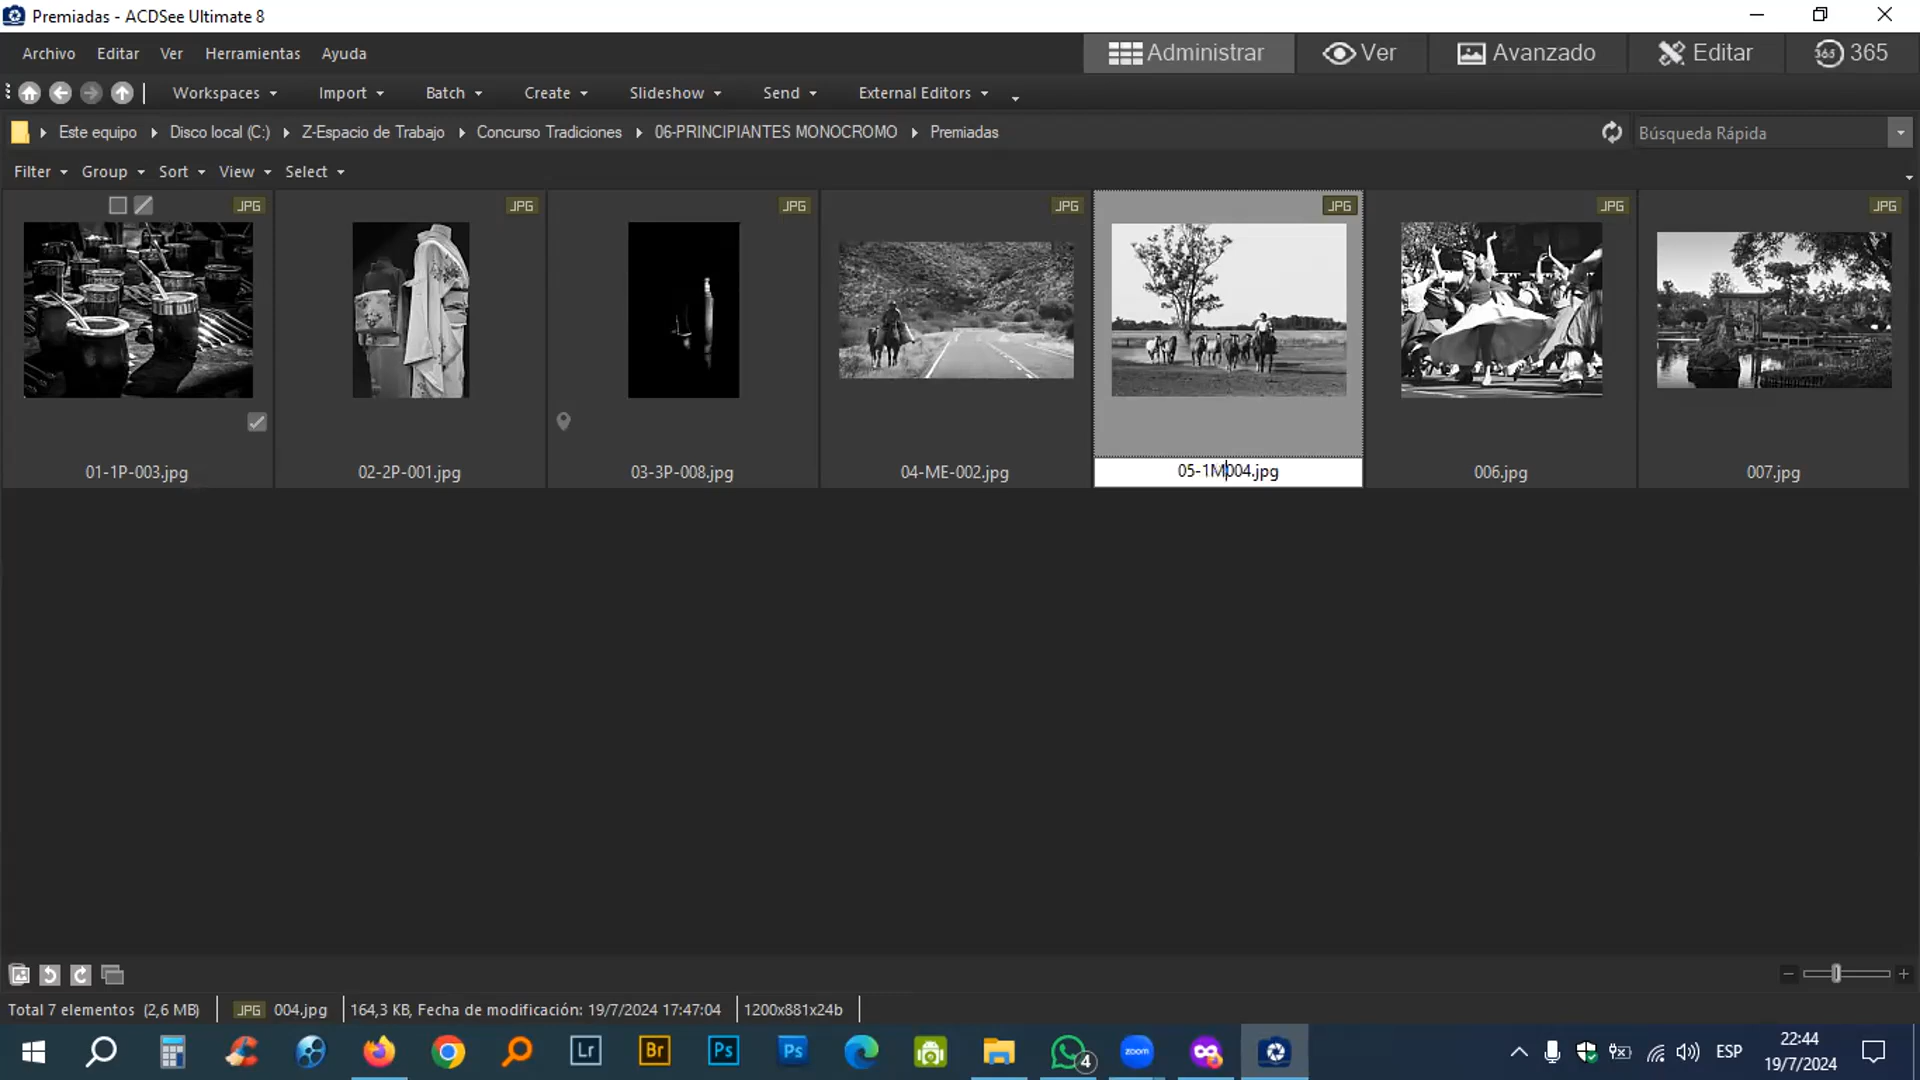 Premiadas - ACDSee Ultimate 8
Archivo Editar Ver Herramientas Ayuda
Administrar Ver Avanzado Editar 365 365
Workspaces Import Batch Create Slideshow Send External Editors
Este equipo Disco local (C:) Z-Espacio de Trabajo Concurso Tradiciones 06-PRINCIPIANTES MONOCROMO Premiadas Búsqueda Rápida
Filter Group Sort View Select
JPG JPG JPG JPG JPG JPG JPG
01-1P-003.jpg 02-2P-001.jpg 03-3P-008.jpg 04-ME-002.jpg 05-1M004.jpg 006.jpg 007.jpg
Total 7 elementos (2,6 MB) JPG 004.jpg 164,3 KB, Fecha de modificación: 19/7/2024 17:47:04 1200x881x24b
Lr Br Ps Ps 4 zoom ESP 22:44
19/7/2024